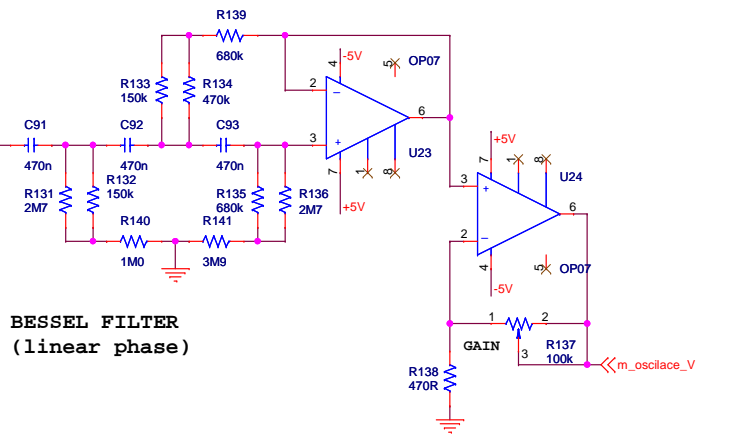 R139
680k
-5V
4
5
OP07
R133
150k
R134
470k
2
6
C91
C92
C93
3
470n
470n
470n
7
1
8
U23
+5V
7
1
8
U24
R131
2M7
R132
150k
R135
680k
R136
2M7
+5V
3
6
2
R140
R141
1M0
3M9
4
5
OP07
-5V
BESSEL FILTER
(linear phase)
1
2
GAIN
3
R137
100k
m_oscilace_V
R138
470R